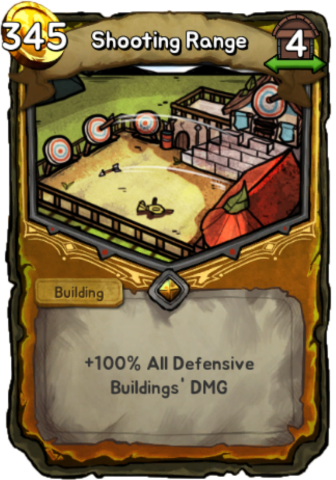 345
Shooting Range
4
Building
+100% All Defensive
Buildings' DMG